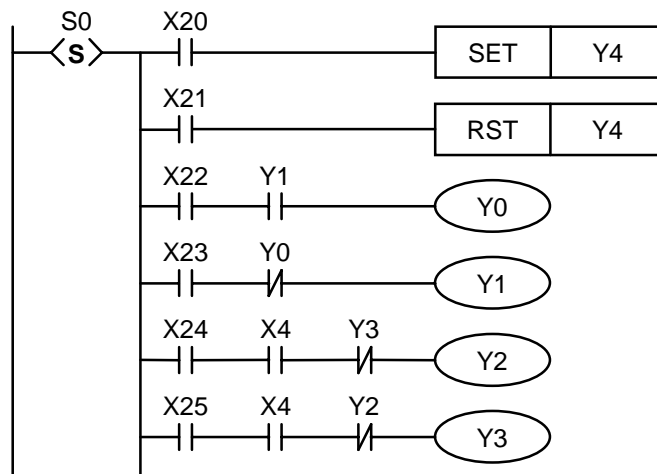 S0 X20
S SET Y4
X21
RST Y4
X22 Y1
Y0
X23 Y0
Y1
X24 X4 Y3
Y2
X25 X4 Y2
Y3